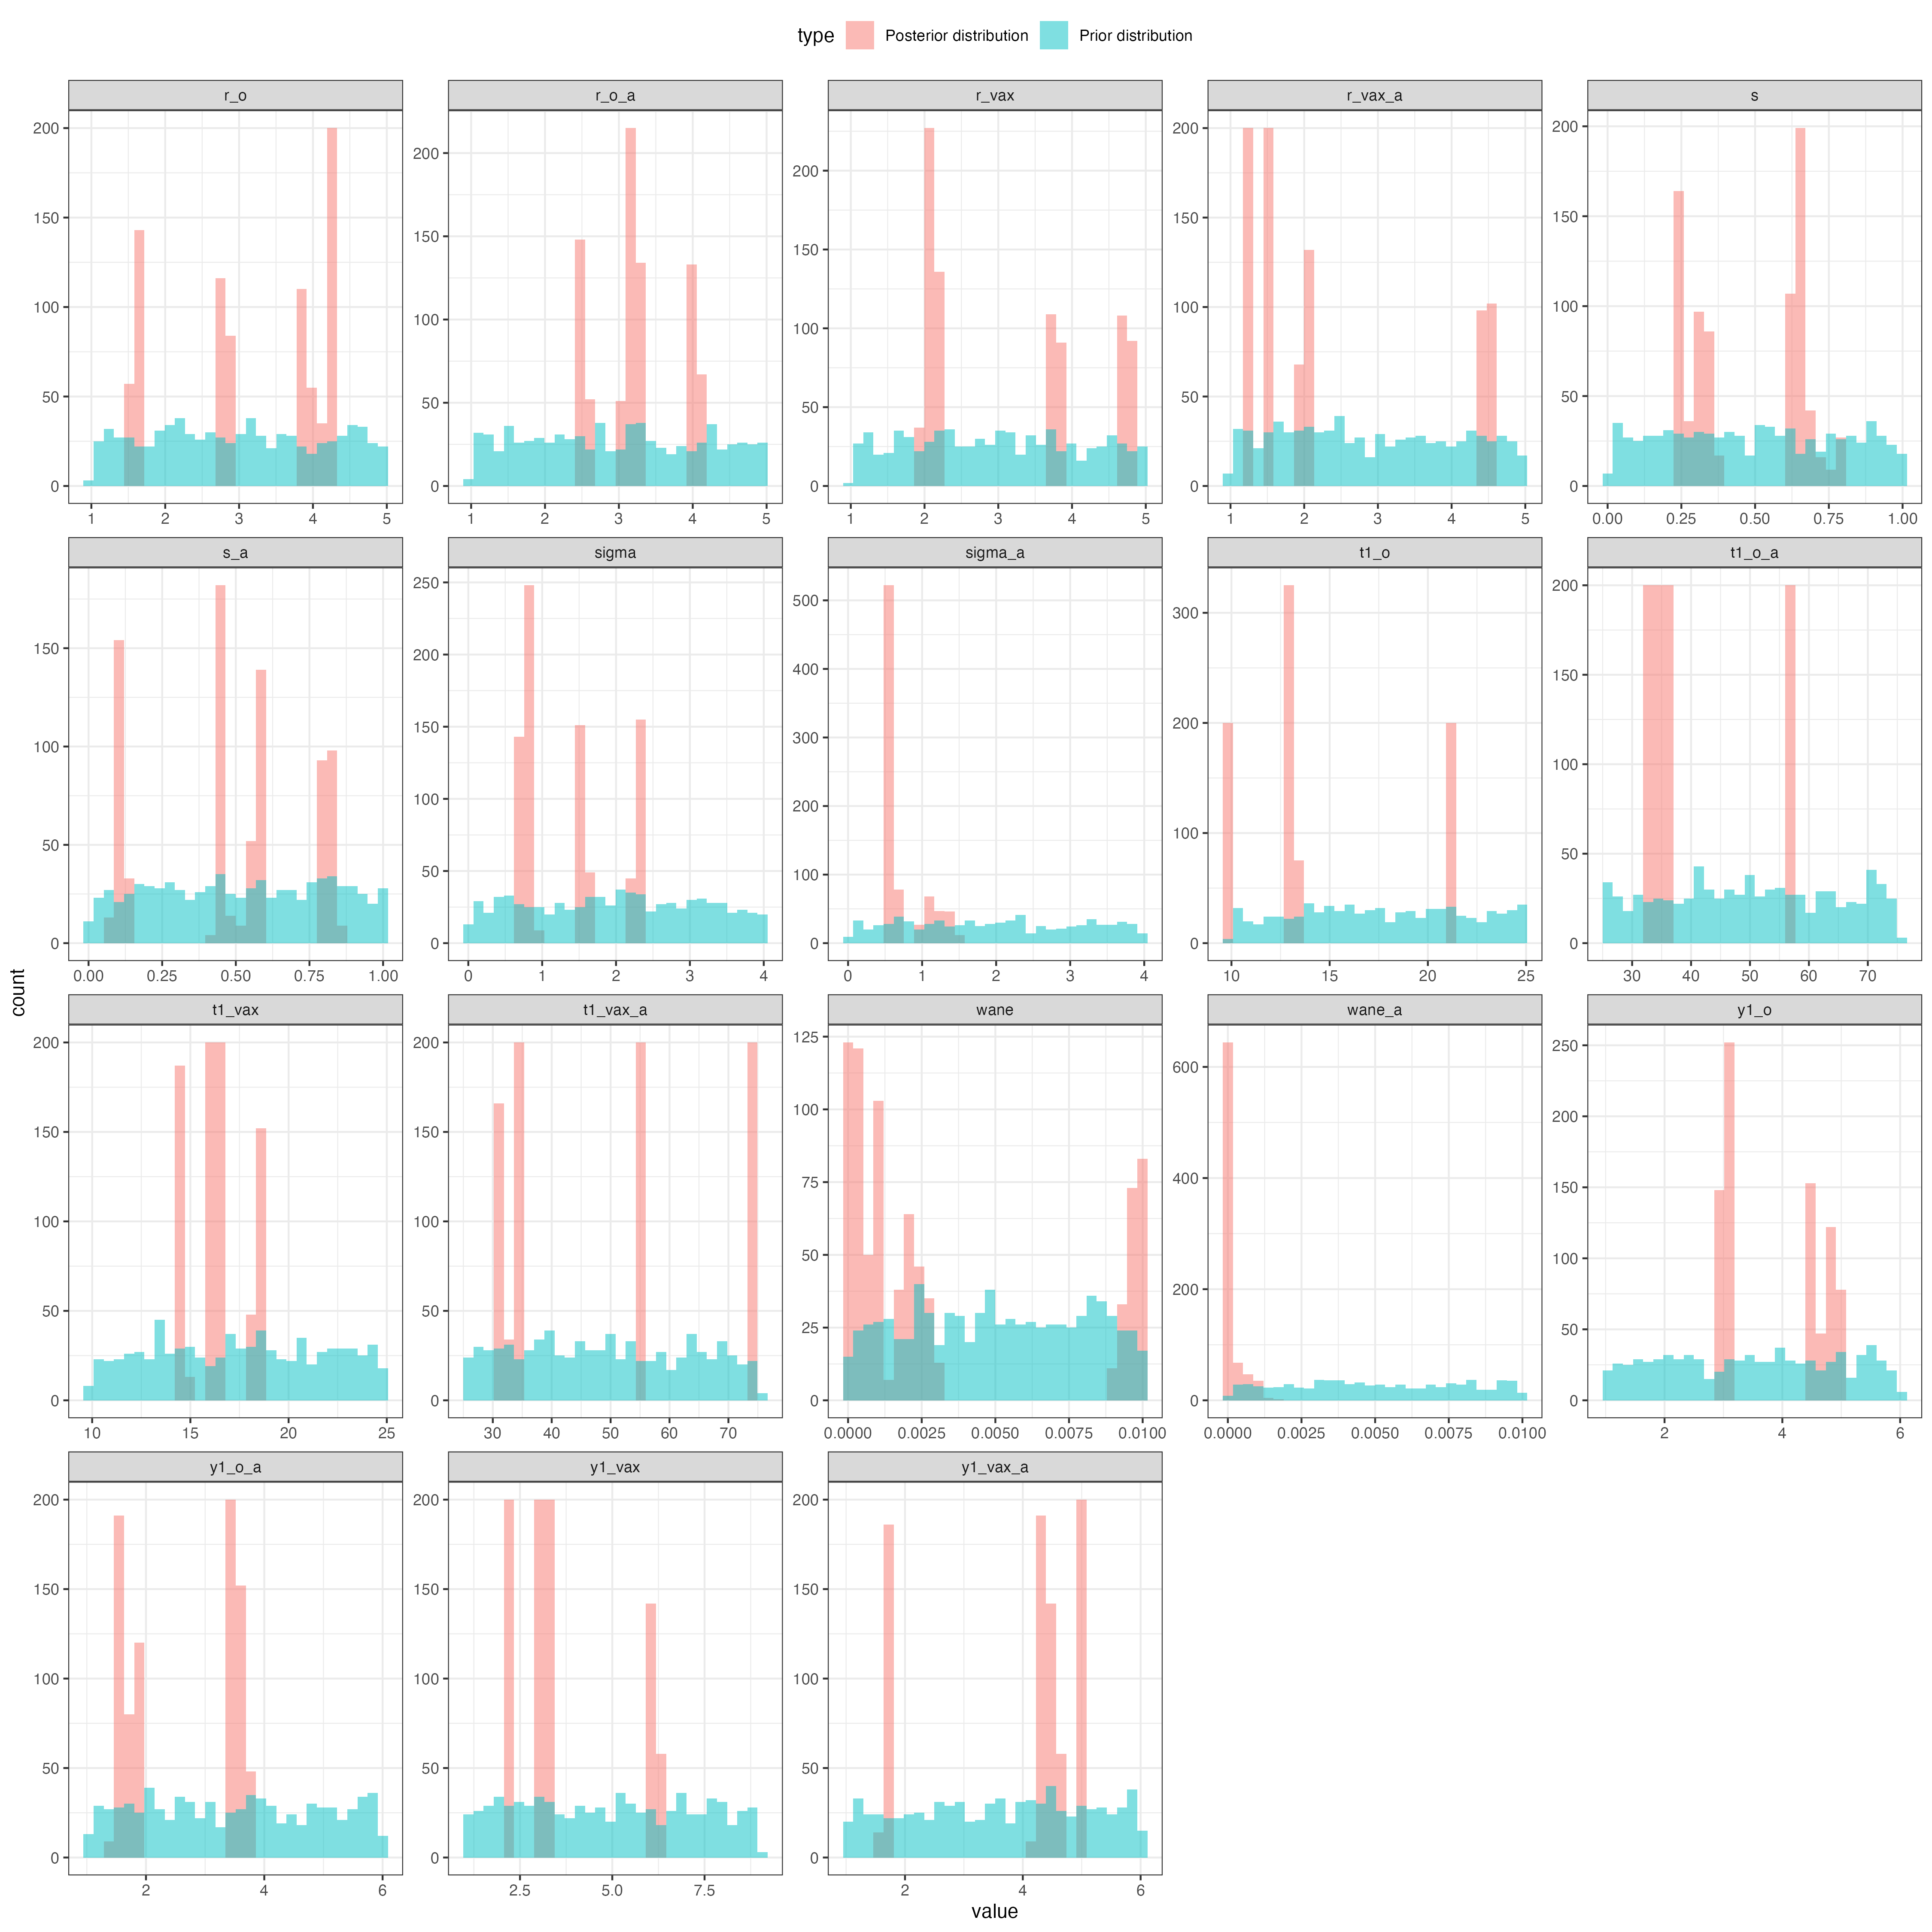 type Posterior distribution Prior distribution
r_o r_o_a r_vax r_vax_a s
200 150 100 50 0
200 150 100 50 0
200 150 100 50 0
200 150 100 50 0
200 150 100 50 0
1 2 3 4 5
1 2 3 4 5
1 2 3 4 5
1 2 3 4 5
0.00 0.25 0.50 0.75 1.00
s_a sigma sigma_a t1_o t1_o_a
150 100 50 0
250 200 150 100 50 0
500 400 300 200 100 0
300 200 100 0
200 150 100 50 0
0.00 0.25 0.50 0.75 1.00
0 1 2 3 4
0 1 2 3 4
10 15 20 25
30 40 50 60 70
count
t1_vax t1_vax_a wane wane_a y1_o
200 150 100 50 0
200 150 100 50 0
125 100 75 50 25 0
600 400 200 0
250 200 150 100 50 0
10 15 20 25
30 40 50 60 70
0.0000 0.0025 0.0050 0.0075 0.0100
0.0000 0.0025 0.0050 0.0075 0.0100
2 4 6
y1_o_a y1_vax y1_vax_a
200 150 100 50 0
200 150 100 50 0
200 150 100 50 0
2 4 6
2.5 5.0 7.5
2 4 6
value